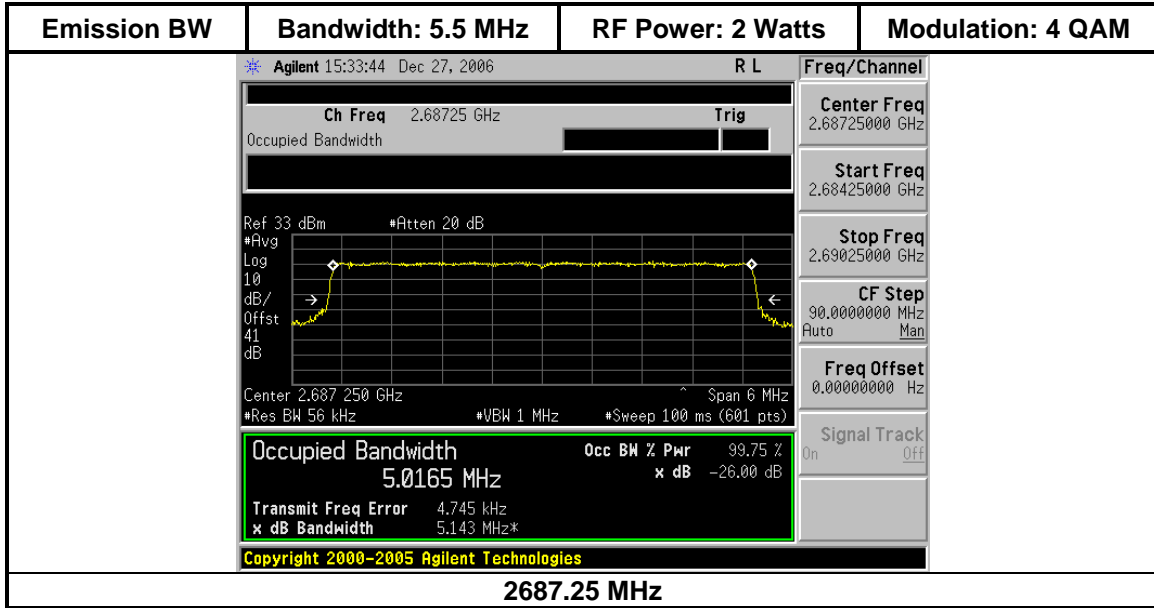 Emission BW Bandwidth: 5.5 MHz RF Power: 2 Watts Modulation: 4 QAM
Agilent 15:33:44 Dec 27, 2006 R L Freq/Channel
Ch Freq 2.68725 GHz Trig
Occupied Bandwidth
Center Freq
2.68725000 GHz
Start Freq
2.68425000 GHz
Stop Freq
2.69025000 GHz
CF Step
90.0000000 MHz
Auto Man
Freq Offset
0.00000000 Hz
Signal Track
On Off
Ref 33 dBm #Atten 20 dB
#Avg
Log
10
dB/
Offst
41
dB
Center 2.687 250 GHz ^ Span 6 MHz
#Res BW 56 kHz #VBW 1 MHz #Sweep 100 ms (601 pts)
Occupied Bandwidth Occ BW % Pwr 99.75 %
5.0165 MHz x dB -26.00 dB
Transmit Freq Error 4.745 kHz
x dB Bandwidth 5.143 MHz*
Copyright 2000-2005 Agilent Technologies
2687.25 MHz